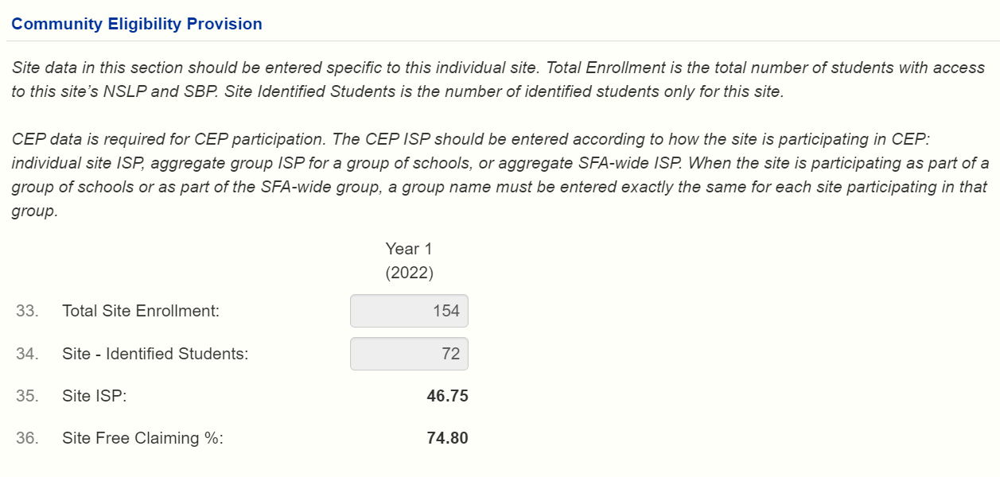 Community Eligibility Provision
Site data in this section should be entered specific to this individual site. Total Enrollment is the total number of students with access
to this site’s NSLP and SBP. Site Identified Students is the number of identified students only for this site.
CEP data is required for CEP participation. The CEP ISP should be entered according to how the site is participating in CEP:
individual site ISP, aggregate group ISP for a group of schools, or aggregate SFA-wide ISP. When the site is participating as part of a
group of schools or as part of the SFA-wide group, a group name must be entered exactly the same for each site participating in that
group.
Year 1
(2022)
33. Total Site Enrollment: 154
34. Site - Identified Students: 72
35. Site ISP: 46.75
36. Site Free Claiming %: 74.80